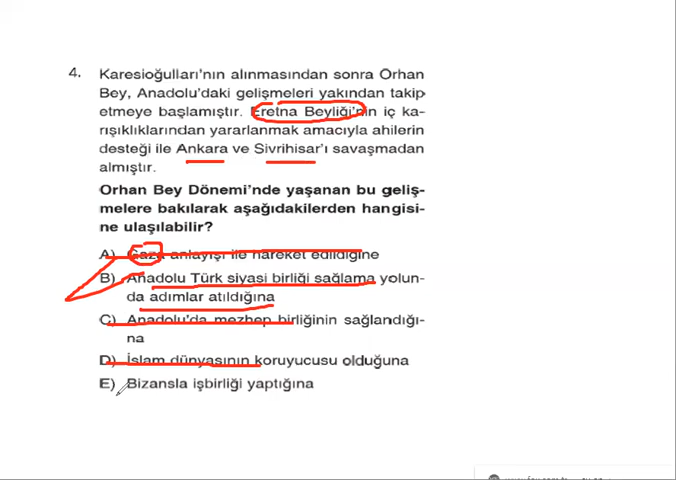 4. Karesioğulları'nın alınmasından sonra Orhan
Bey, Anadolu'daki gelişmeleri yakından takip
etmeye başlamıştır. Eretna Beyliği'nin iç ka-
rışıklıklarından yararlanmak amacıyla ahilerin
desteği ile Ankara ve Sivrihisar'ı savaşmadan
almıştır.
Orhan Bey Dönemi'nde yaşanan bu geliş-
melere bakılarak aşağıdakilerden hangisi-
ne ulaşılabilir?
A) Gaza anlayışı ile hareket edildiğine
B) Anadolu Türk siyasi birliği sağlama yolun-
da adımlar atıldığına
C) Anadolu'da mezhep birliğinin sağlandığı-
na
D) İslam dünyasının koruyucusu olduğuna
E) Bizansla işbirliği yaptığına